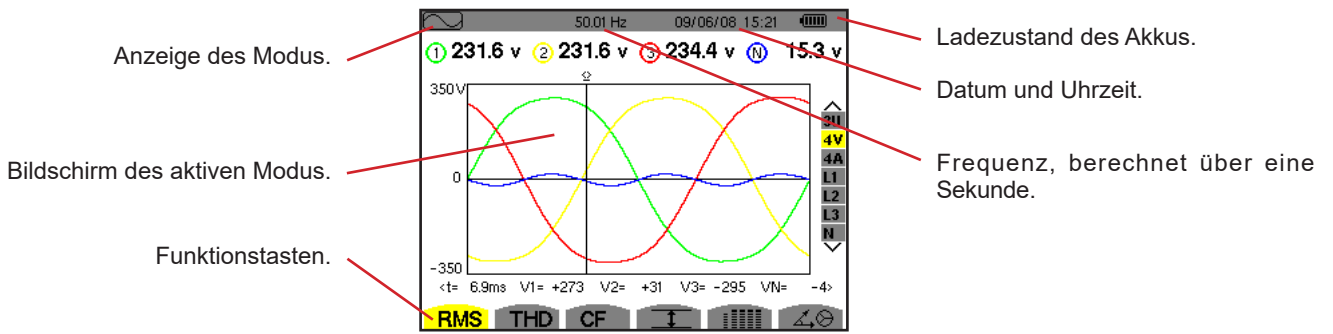 50.01 Hz 09/06/08 15:21
Anzeige des Modus.
Ladezustand des Akkus.
1 231.6 v 2 231.6 v 3 234.4 v N 15.3 v
Datum und Uhrzeit.
350V
3U
4V
4A
L1
L2
L3
N
Bildschirm des aktiven Modus.
Frequenz, berechnet über eine
Sekunde.
0
Funktionstasten.
-350
<t= 6.9ms V1= +273 V2= +31 V3= -295 VN= -4>
RMS THD CF